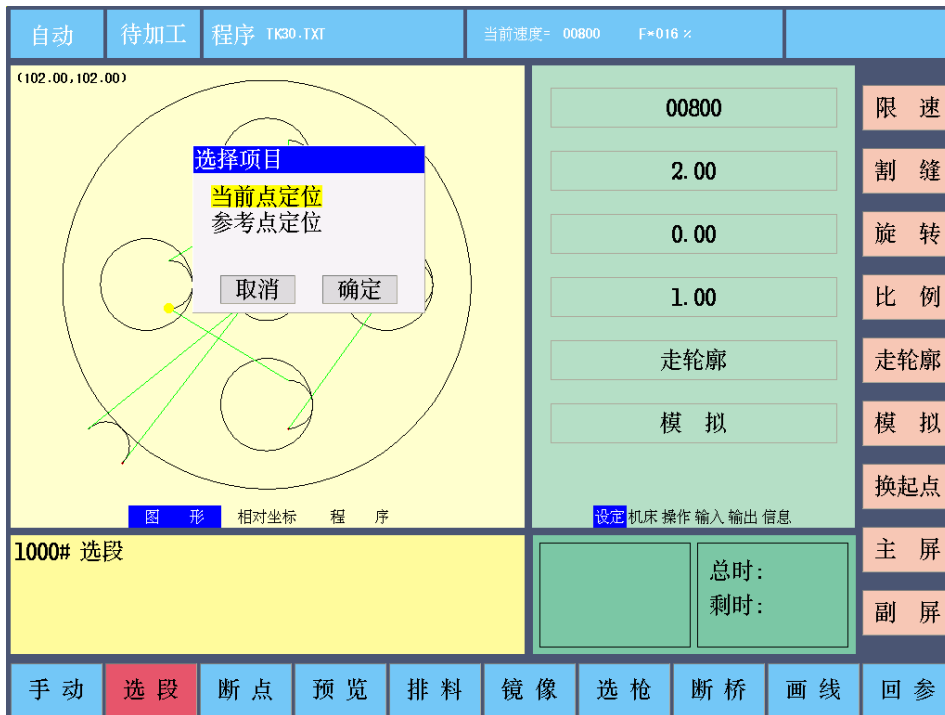 自动 待加工 程序 TK30.TXT 当前速度= 00800 F*016 %
(102.00,102.00)
选择项目
当前点定位
参考点定位
取消 确定
图 形 相对坐标 程 序
00800
2.00
0.00
1.00
走轮廓
模 拟
设定 机床 操作 输入 输出 信息
限 速
割 缝
旋 转
比 例
走轮廓
模 拟
换起点
主 屏
副 屏
1000# 选段
总时:
剩时:
手 动 选 段 断 点 预 览 排 料 镜 像 选 枪 断 桥 画 线 回 参